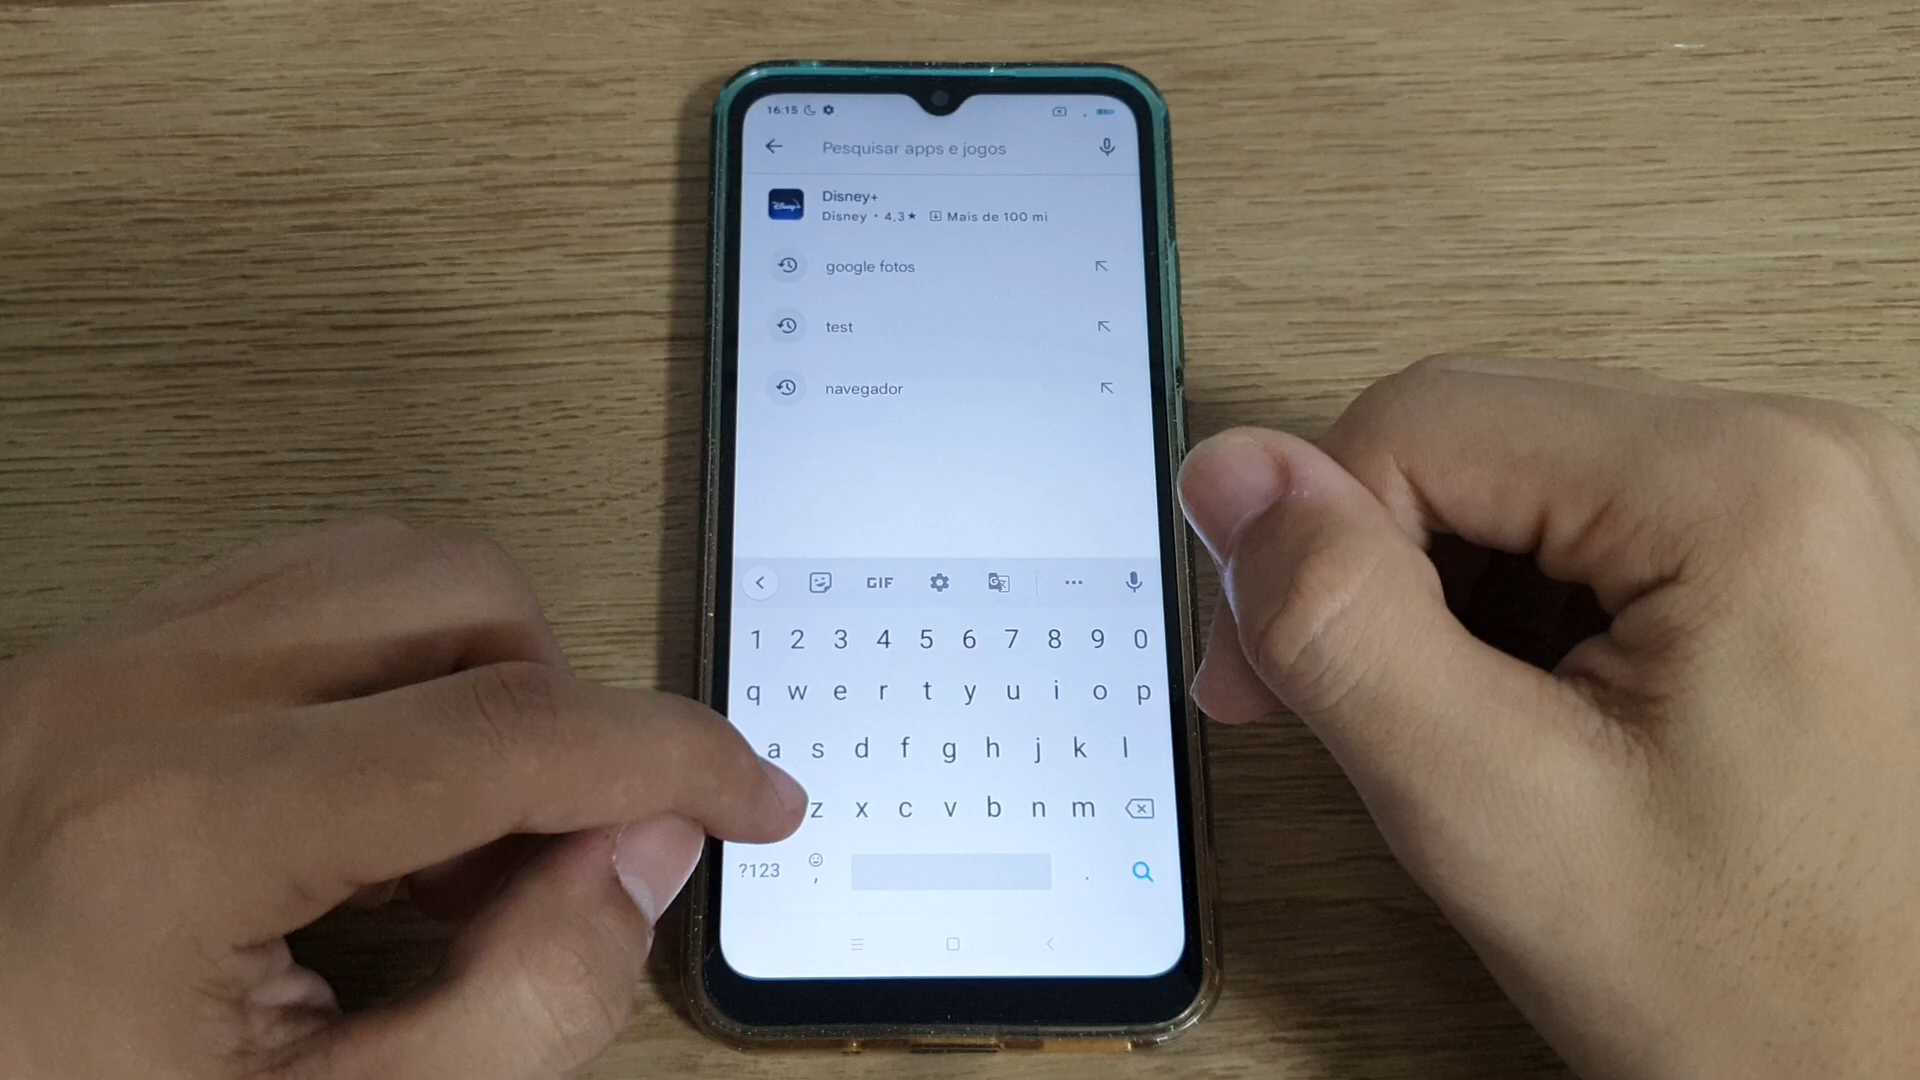 16:15
Pesquisar apps e jogos
Disney+
Disney+
Disney • 4,3★ Mais de 100 mi
google fotos
test
navegador
GIF
1 2 3 4 5 6 7 8 9 0
q w e r t y u i o p
a s d f g h j k l
z x c v b n m
?123 , .